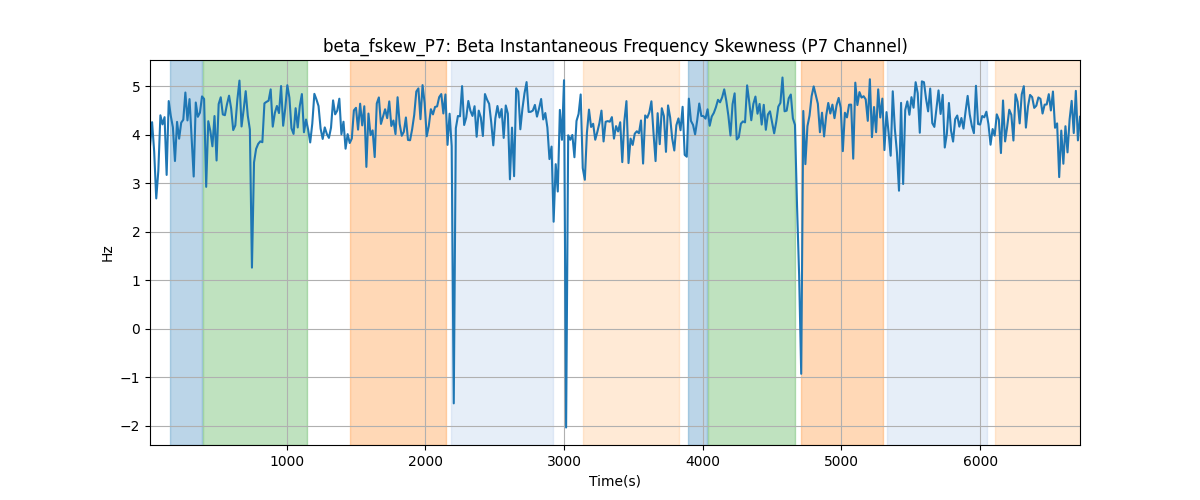 beta_fskew_P7: Beta Instantaneous Frequency Skewness (P7 Channel)
5
4
3
2
1
0
−1
−2
Hz
1000 2000 3000 4000 5000 6000
Time(s)